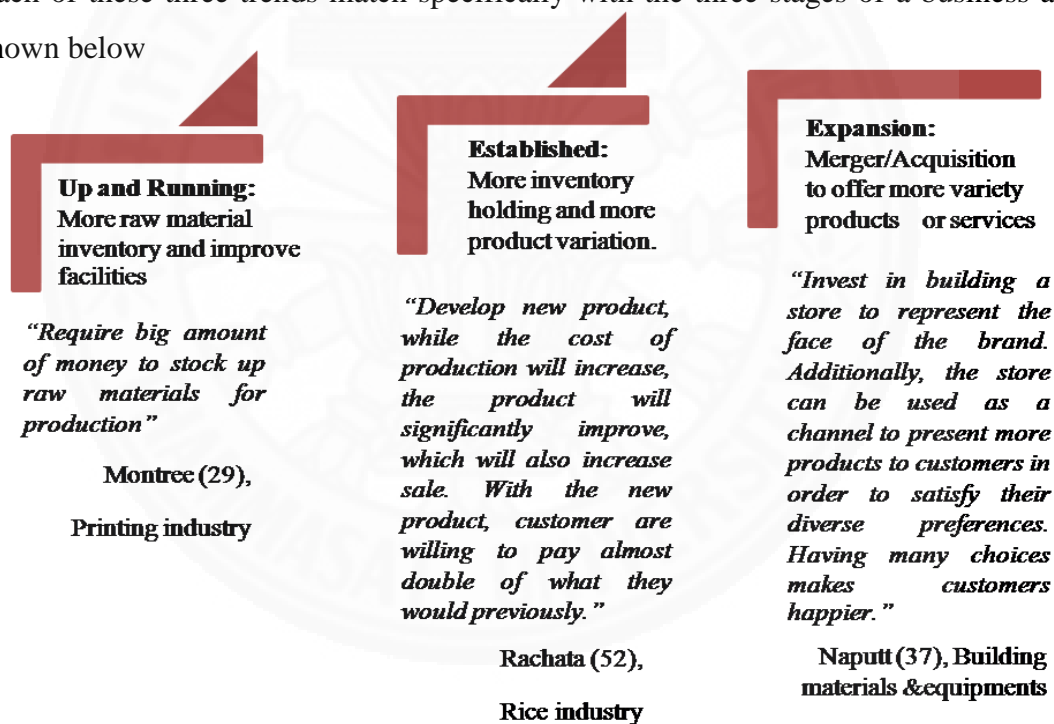 each of these three trends match specifically with the three stages of a business a
shown below
Up and Running:
More raw material
inventory and improve
facilities
“Require big amount
of money to stock up
raw materials for
production”
Montree (29),
Printing industry
Established:
More inventory
holding and more
product variation.
“Develop new product,
while the cost of
production will increase,
the product will
significantly improve,
which will also increase
sale. With the new
product, customer are
willing to pay almost
double of what they
would previously.”
Rachata (52),
Rice industry
Expansion:
Merger/Acquisition
to offer more variety
products or services
“Invest in building a
store to represent the
face of the brand.
Additionally, the store
can be used as a
channel to present more
products to customers in
order to satisfy their
diverse preferences.
Having many choices
makes customers
happier.”
Naputt (37), Building
materials &equipments